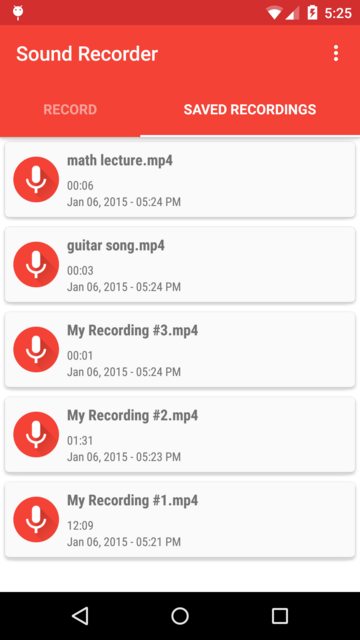 5:25
Sound Recorder
RECORD
SAVED RECORDINGS
math lecture.mp4
00:06
Jan 06, 2015 - 05:24 PM
guitar song.mp4
00:03
Jan 06, 2015 - 05:24 PM
My Recording #3.mp4
00:01
Jan 06, 2015 - 05:24 PM
My Recording #2.mp4
01:31
Jan 06, 2015 - 05:23 PM
My Recording #1.mp4
12:09
Jan 06, 2015 - 05:21 PM